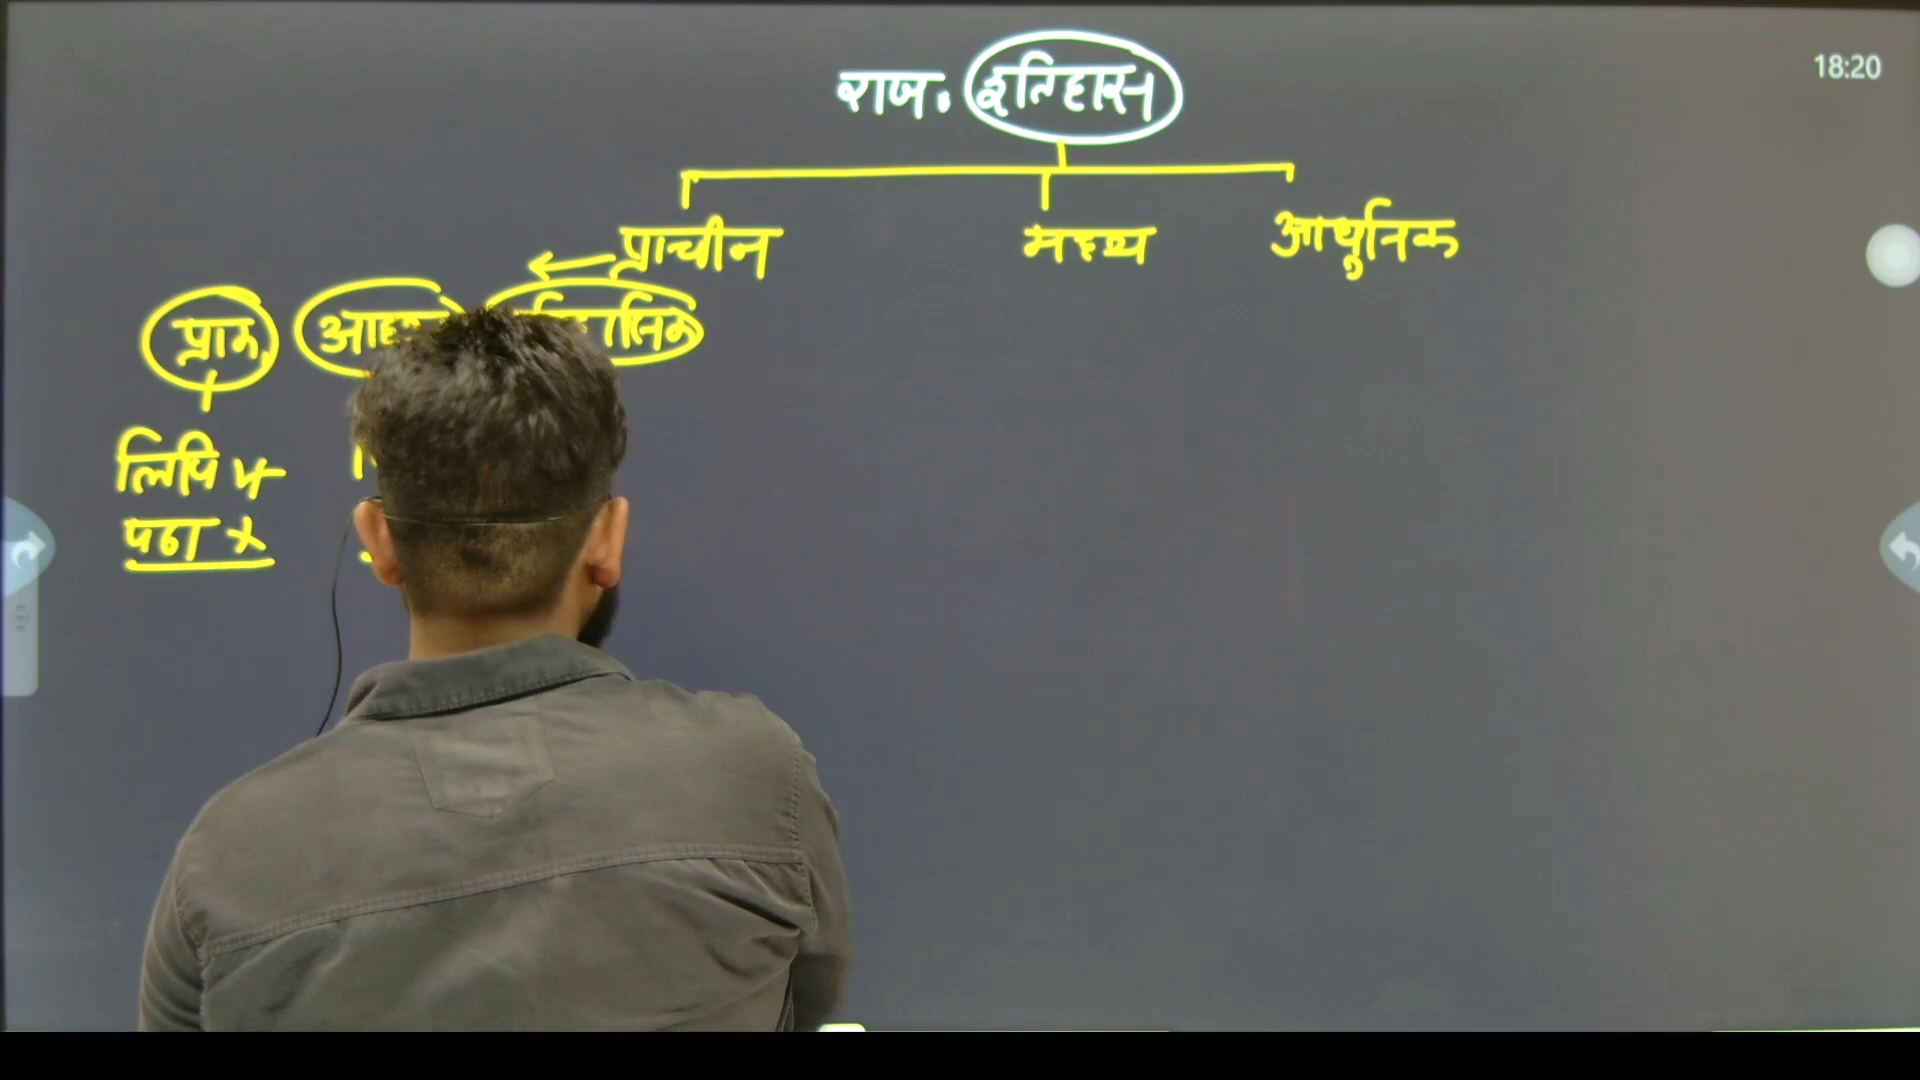 18:20
राज. इतिहास
प्राचीन मध्य आधुनिक
प्राग.
लिपि x
पढा x